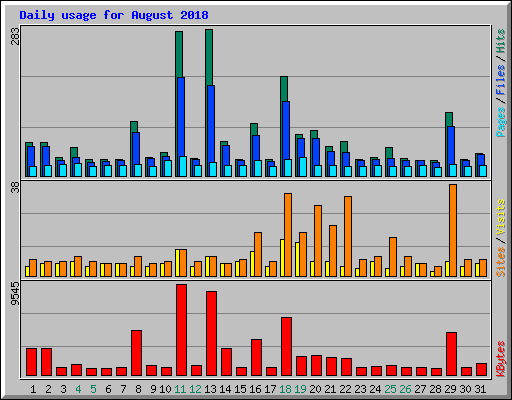 Daily usage for August 2018
283
Pages / Files / Hits
38
Sites / Visits
9545
KBytes
1 2 3 4 5 6 7 8 9 10 11 12 13 14 15 16 17 18 19 20 21 22 23 24 25 26 27 28 29 30 31